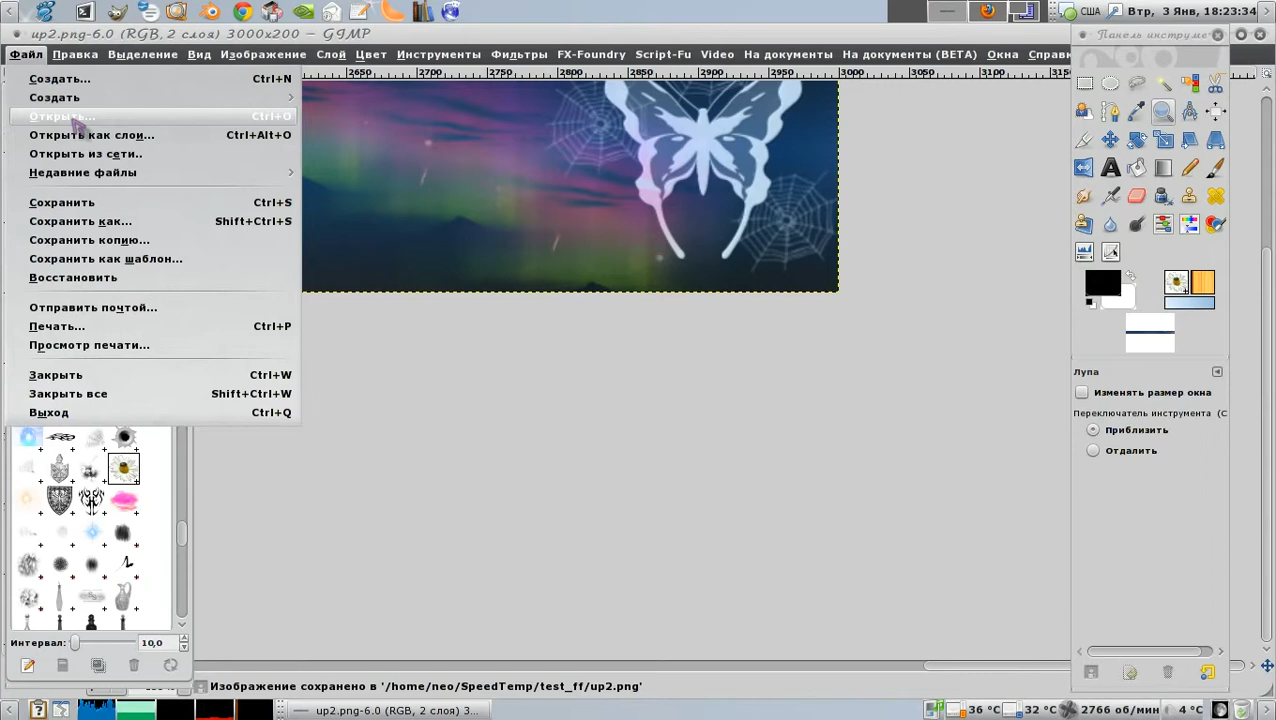 США Втр, 3 Янв, 18:23:34
up2.png-6.0 (RGB, 2 слоя) 3000x200 – GIMP
Файл Правка Выделение Вид Изображение Слой Цвет Инструменты Фильтры FX-Foundry Script-Fu Video На документы На документы (BETA) Окна Справк
2650 2700 2750 2800 2850 2900 2950 3000 3050 3100 3150
Создать... Ctrl+N
Создать
Открыть... Ctrl+O
Открыть как слои... Ctrl+Alt+O
Открыть из сети..
Недавние файлы
Сохранить Ctrl+S
Сохранить как... Shift+Ctrl+S
Сохранить копию...
Сохранить как шаблон...
Восстановить
Отправить почтой...
Печать... Ctrl+P
Просмотр печати...
Закрыть Ctrl+W
Закрыть все Shift+Ctrl+W
Выход Ctrl+Q
Интервал: 10,0
Панель инструме
Лупа
Изменять размер окна
Переключатель инструмента (C
Приблизить
Отдалить
Изображение сохранено в '/home/neo/SpeedTemp/test_ff/up2.png'
up2.png-6.0 (RGB, 2 слоя) 3...
36 °C 32 °C 2766 об/мин 4 °C